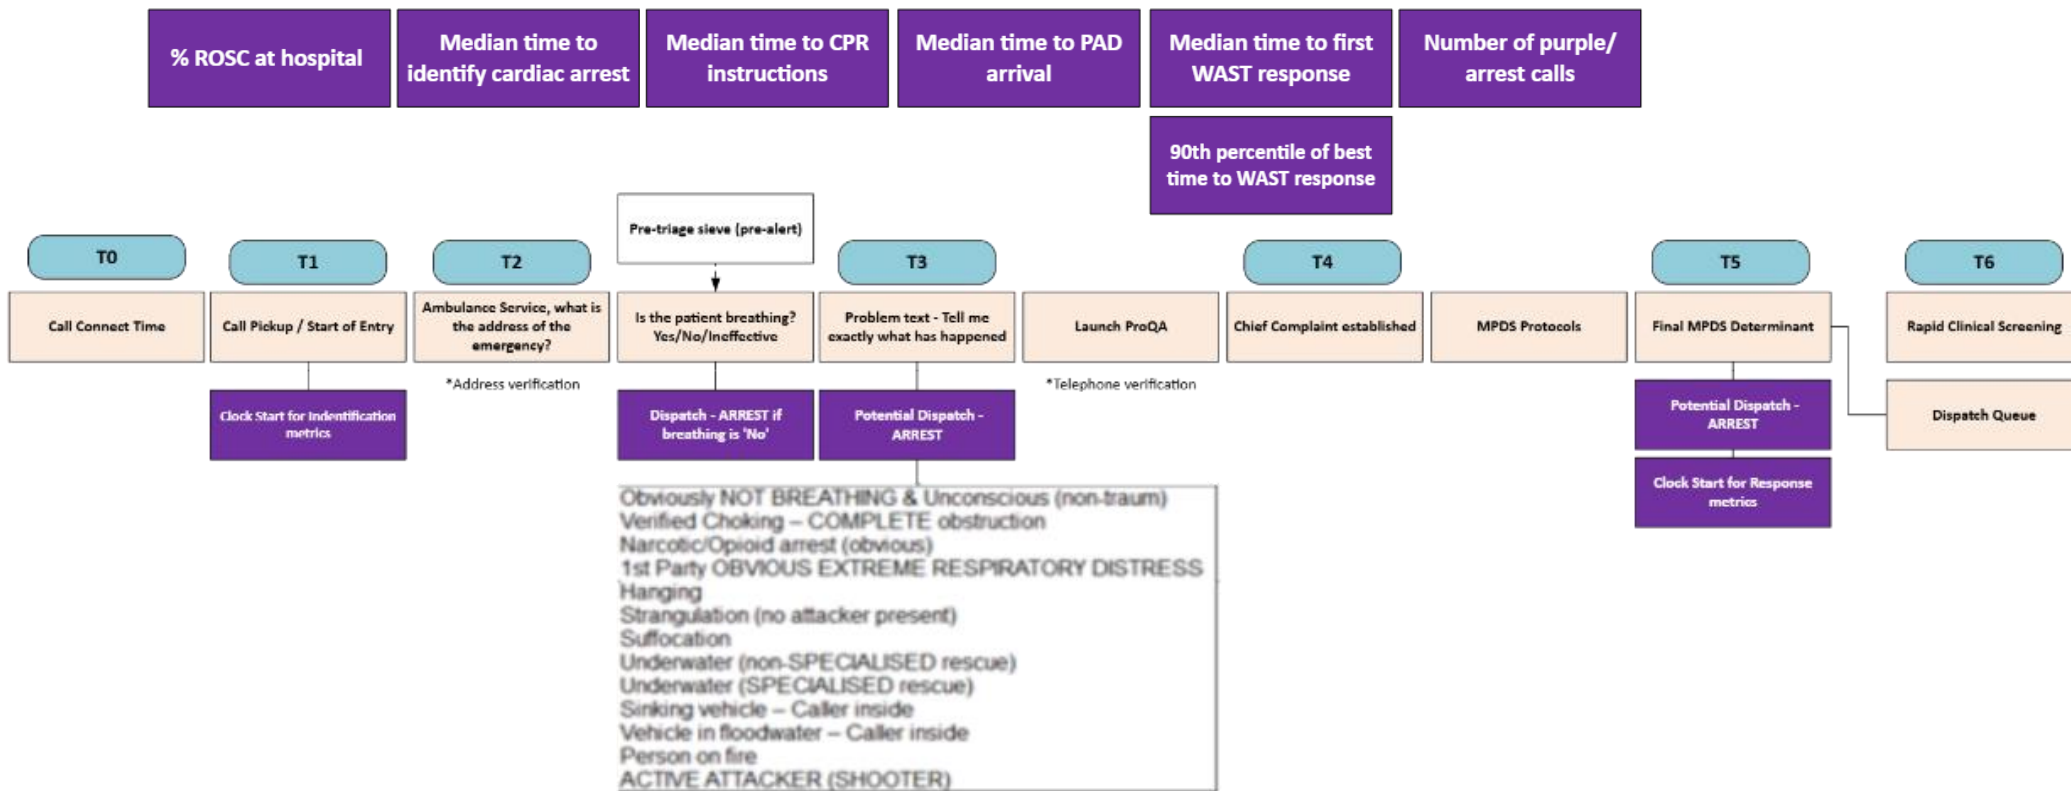 % ROSC at hospital
Median time to
identify cardiac arrest
Median time to CPR
instructions
Median time to PAD
arrival
Median time to first
WAST response
Number of purple/
arrest calls
90th percentile of best
time to WAST response
Pre-triage sieve (pre-alert)
T0
T1
T2
T3
T4
T5
T6
Call Connect Time
Call Pickup / Start of Entry
Ambulance Service, what is
the address of the
emergency?
Is the patient breathing?
Yes/No/Ineffective
Problem text - Tell me
exactly what has happened
Launch ProQA
Chief Complaint established
MPDS Protocols
Final MPDS Determinant
Rapid Clinical Screening
*Address verification
*Telephone verification
Clock Start for Indentification
metrics
Dispatch - ARREST if
breathing is 'No'
Potential Dispatch -
ARREST
Potential Dispatch -
ARREST
Dispatch Queue
Clock Start for Response
metrics
Obviously NOT BREATHING & Unconscious (non-traum)
Verified Choking – COMPLETE obstruction
Narcotic/Opioid arrest (obvious)
1st Party OBVIOUS EXTREME RESPIRATORY DISTRESS
Hanging
Strangulation (no attacker present)
Suffocation
Underwater (non-SPECIALISED rescue)
Underwater (SPECIALISED rescue)
Sinking vehicle – Caller inside
Vehicle in floodwater – Caller inside
Person on fire
ACTIVE ATTACKER (SHOOTER)